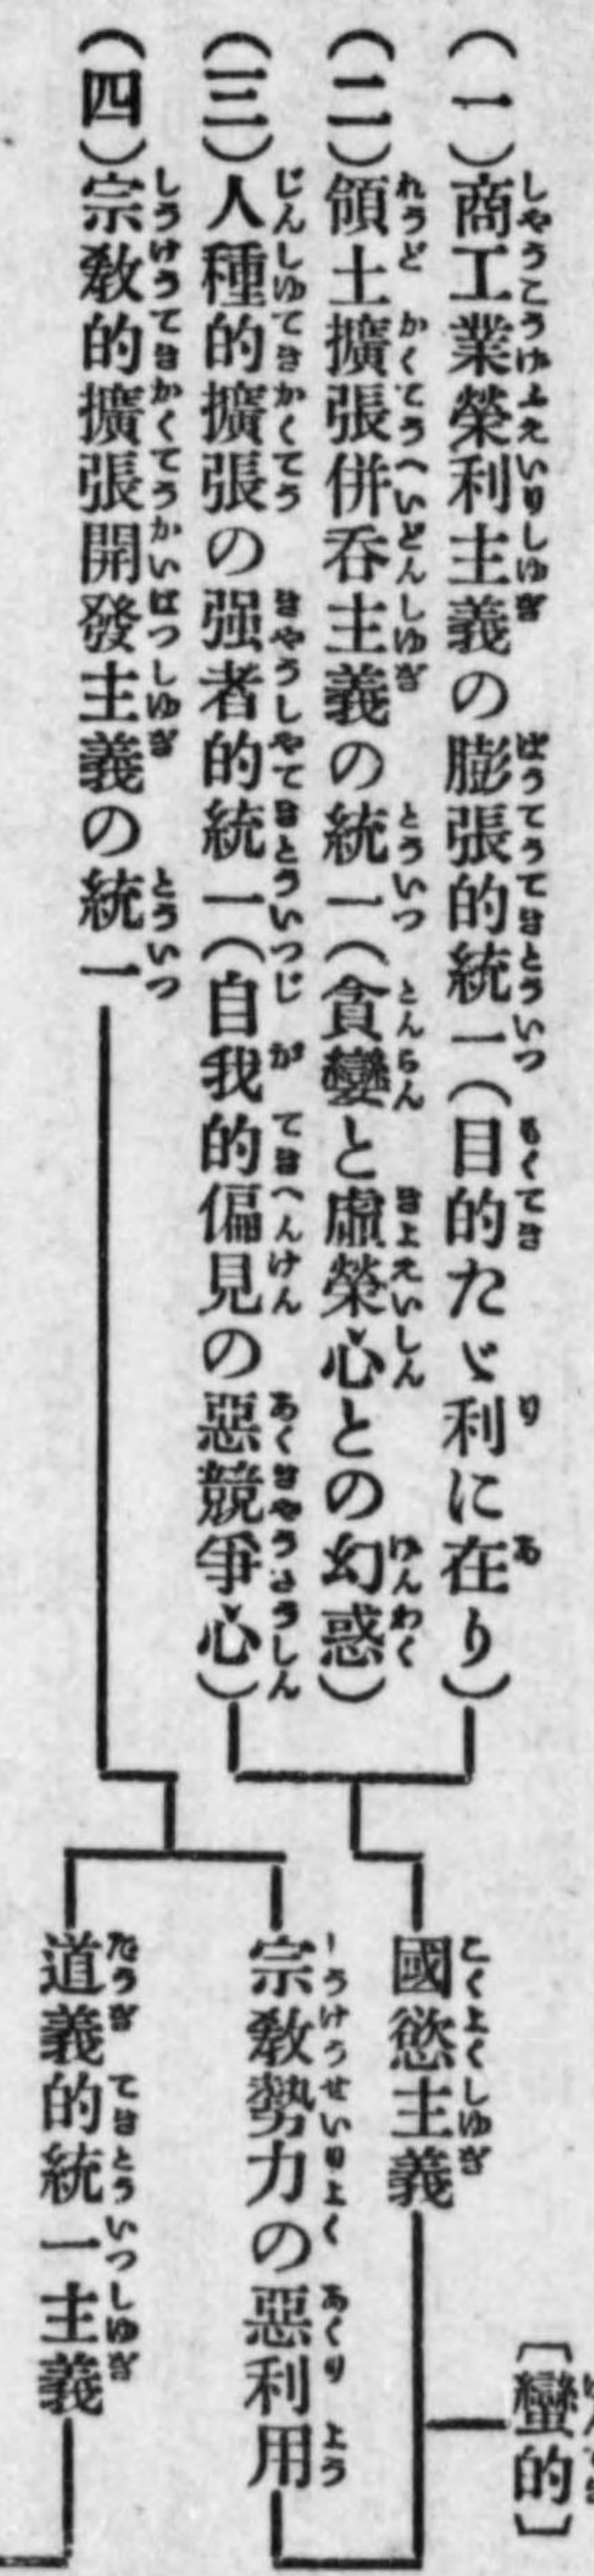 （一）商工業榮利主義の膨張的統一（目的たゞ利に在り）
（二）領土擴張併呑主義の統一（貪孌と虛榮心との幻惑）
（三）人種的擴張の强者的統一（自我的偏見の惡競爭心）
（四）宗敎的擴張開發主義の統一
國慾主義
宗敎勢力の惡利用
道義的統一主義
〔蠻的〕